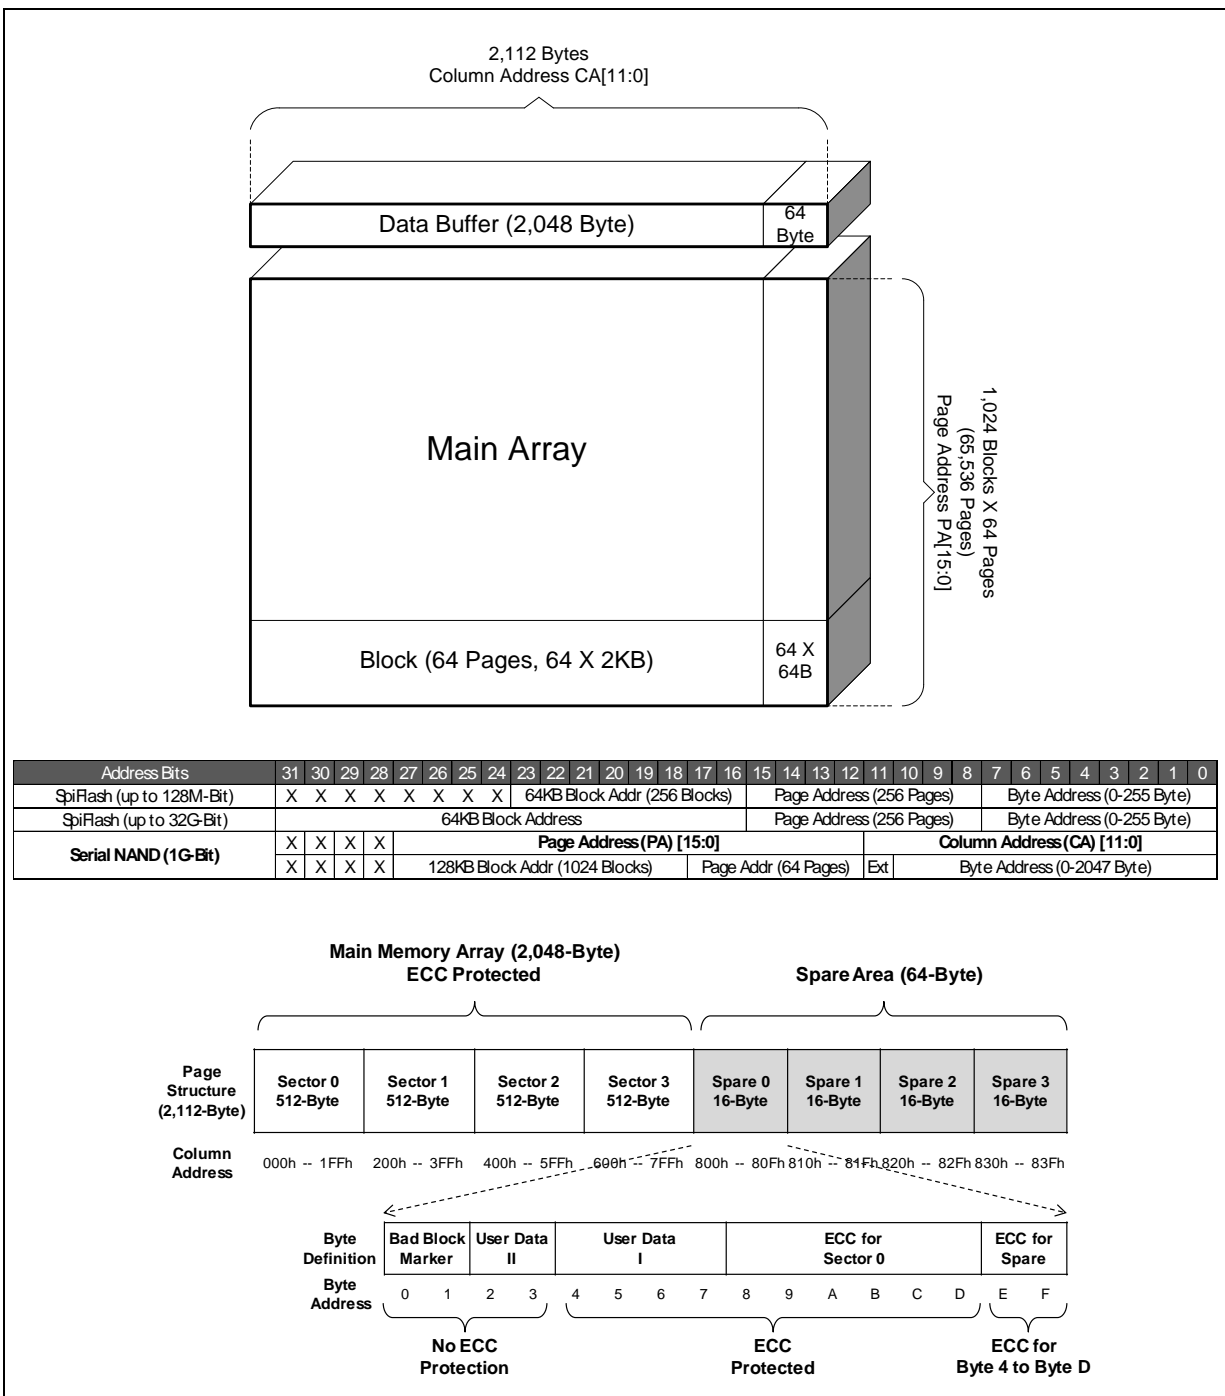 2,112 Bytes
Column Address CA[11:0]
Data Buffer (2,048 Byte)
64
Byte
Main Array
1,024 Blocks X 64 Pages
(65,536 Pages)
Page Address PA[15:0]
Block (64 Pages, 64 X 2KB)
64 X
64B
Address Bits 31 30 29 28 27 26 25 24 23 22 21 20 19 18 17 16 15 14 13 12 11 10 9 8 7 6 5 4 3 2 1 0
SpiFlash (up to 128M-Bit) X X X X X X X X 64KB Block Addr (256 Blocks) Page Address (256 Pages) Byte Address (0-255 Byte)
SpiFlash (up to 32G-Bit) 64KB Block Address Page Address (256 Pages) Byte Address (0-255 Byte)
Serial NAND (1G-Bit) X X X X Page Address (PA) [15:0] Column Address (CA) [11:0]
X X X X 128KB Block Addr (1024 Blocks) Page Addr (64 Pages) Ext Byte Address (0-2047 Byte)
Main Memory Array (2,048-Byte)
ECC Protected
Spare Area (64-Byte)
Page
Structure
(2,112-Byte)
Sector 0 Sector 1 Sector 2 Sector 3 Spare 0 Spare 1 Spare 2 Spare 3
512-Byte 512-Byte 512-Byte 512-Byte 16-Byte 16-Byte 16-Byte 16-Byte
Column
Address
000h -- 1FFh 200h -- 3FFh 400h -- 5FFh 600h -- 7FFh 800h -- 80Fh 810h -- 81Fh 820h -- 82Fh 830h -- 83Fh
Byte
Definition
Bad Block
Marker
User Data
II
User Data
I
ECC for
Sector 0
ECC for
Spare
Byte
Address
0 1 2 3 4 5 6 7 8 9 A B C D E F
No ECC
Protection
ECC
Protected
ECC for
Byte 4 to Byte D